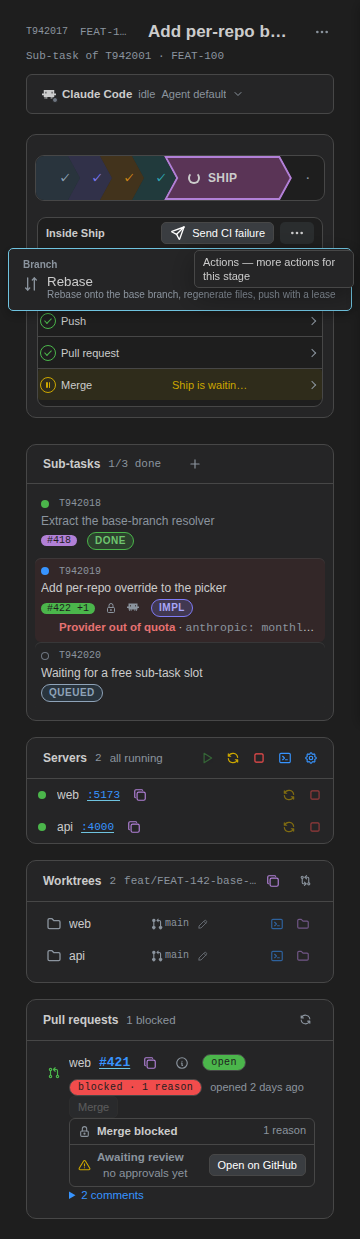 T942017 FEAT-1… Add per-repo b…
Sub-task of T942001 · FEAT-100
Claude Code idle Agent default
SHIP
Inside Ship Send CI failure
Actions — more actions for
this stage
Branch
Rebase
Rebase onto the base branch, regenerate files, push with a lease
Push
Pull request
Merge Ship is waitin…
Sub-tasks 1/3 done
T942018
Extract the base-branch resolver
#418 DONE
T942019
Add per-repo override to the picker
#422 +1 IMPL
Provider out of quota · anthropic: monthl…
T942020
Waiting for a free sub-task slot
QUEUED
Servers 2 all running
web :5173
api :4000
Worktrees 2 feat/FEAT-142-base-…
web main
api main
Pull requests 1 blocked
web #421 open
blocked · 1 reason opened 2 days ago
Merge
Merge blocked 1 reason
Awaiting review
no approvals yet
Open on GitHub
2 comments